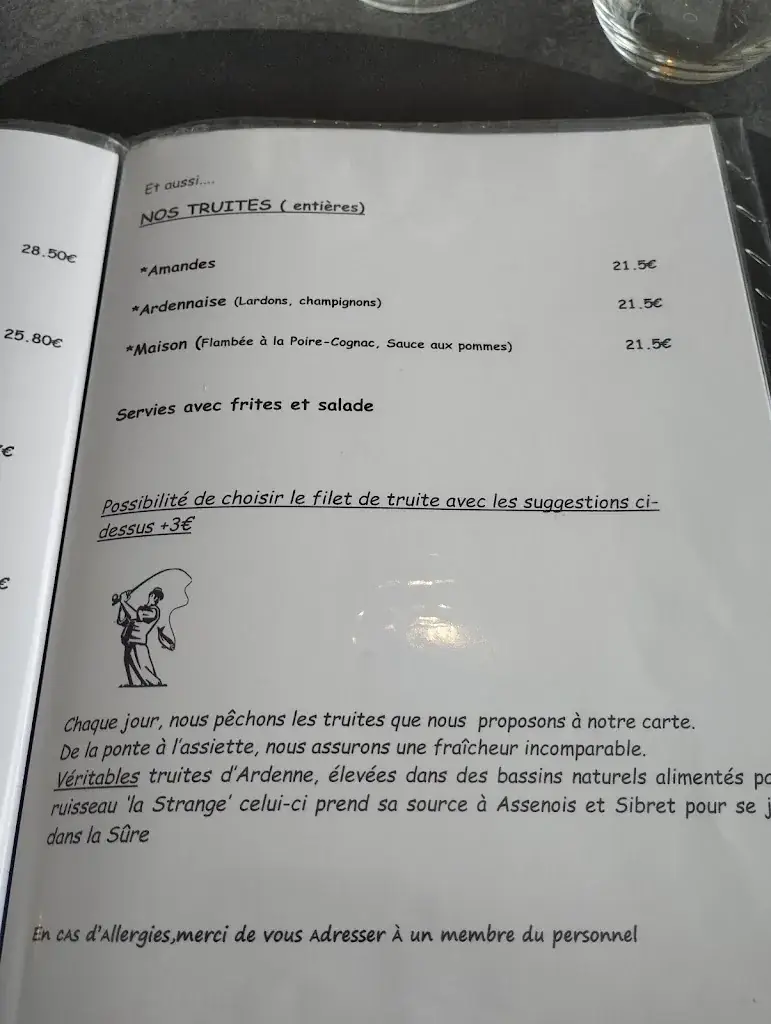 28.50€
25.80€
€
€
Et aussi....
NOS TRUITES ( entières)
*Amandes 21.5€
*Ardennaise (Lardons, champignons) 21.5€
*Maison (Flambée à la Poire-Cognac, Sauce aux pommes) 21.5€
Servies avec frites et salade
Possibilité de choisir le filet de truite avec les suggestions ci-
dessus +3€
Chaque jour, nous pêchons les truites que nous proposons à notre carte.
De la ponte à l'assiette, nous assurons une fraîcheur incomparable.
Véritables truites d'Ardenne, élevées dans des bassins naturels alimentés
ruisseau 'la Strange' celui-ci prend sa source à Assenois et Sibret pour se
dans la Sûre
En cAs d'Allergies,merci de vous Adresser À un membre du personnel